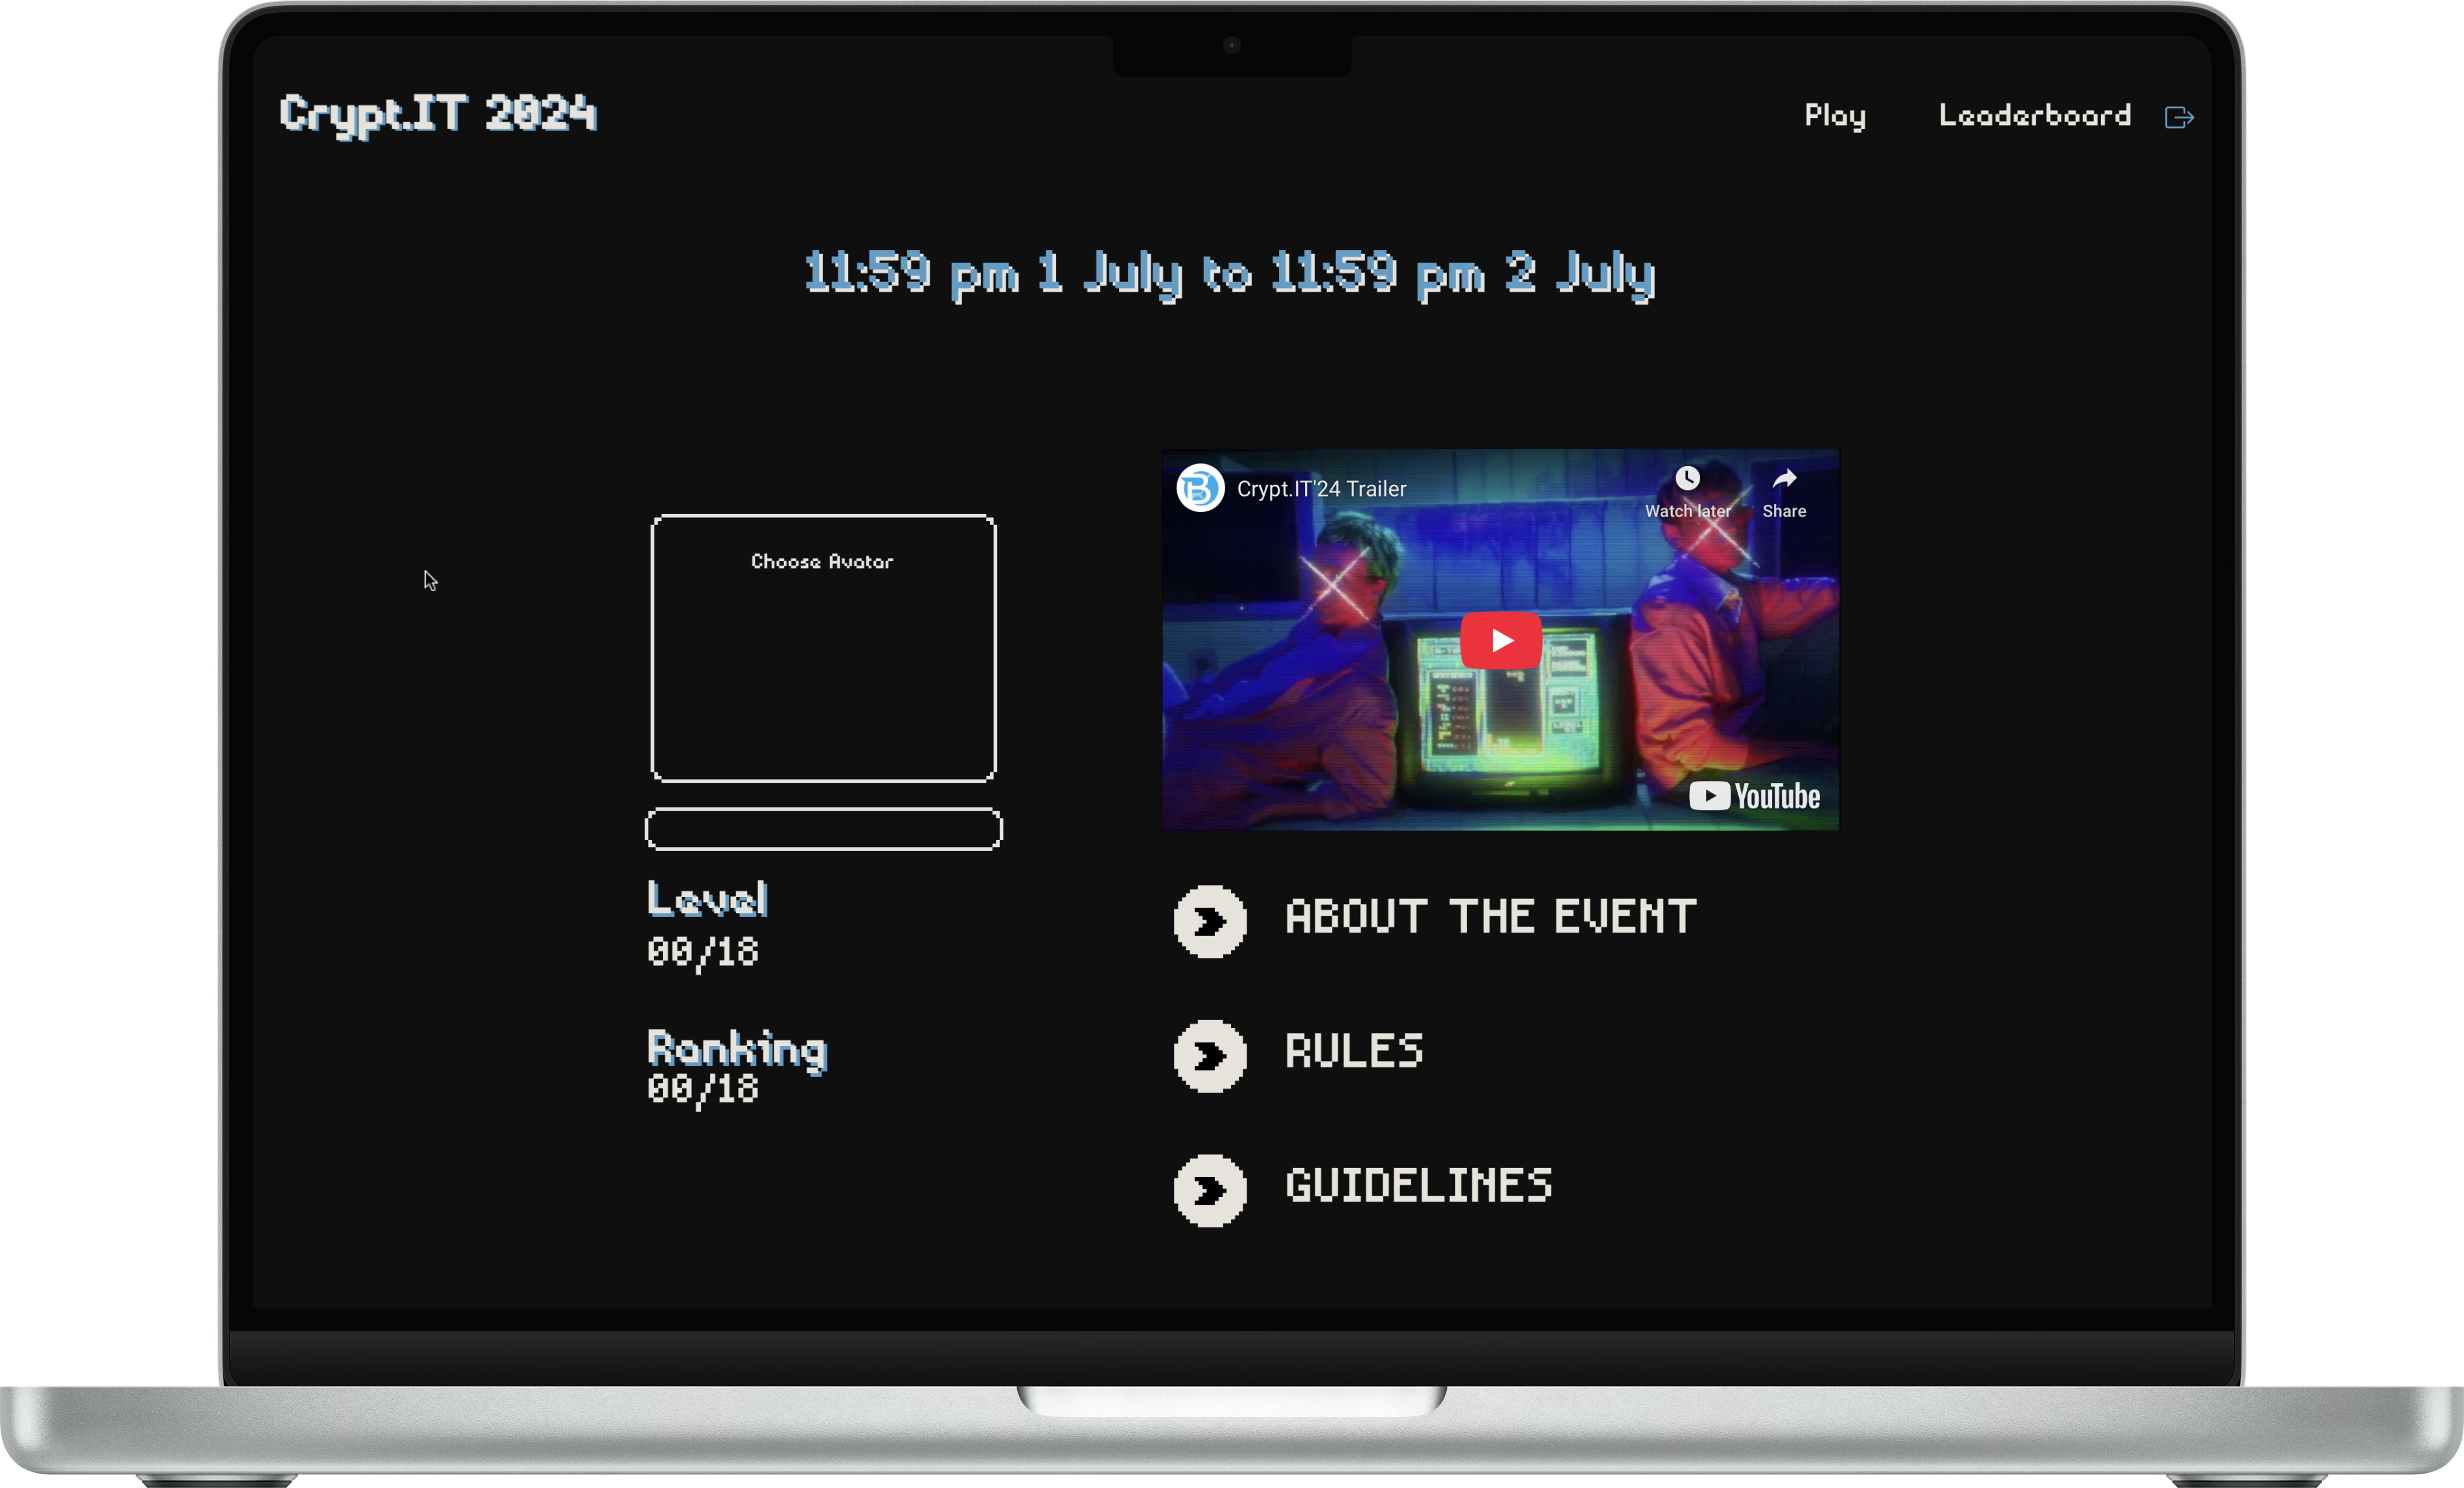 Crypt.IT 2024
Play
Leaderboard
11:59 pm 1 July to 11:59 pm 2 July
Choose Avatar
Level
00/18
Ranking
00/18
Crypt.IT'24 Trailer
Watch later
Share
YouTube
ABOUT THE EVENT
RULES
GUIDELINES